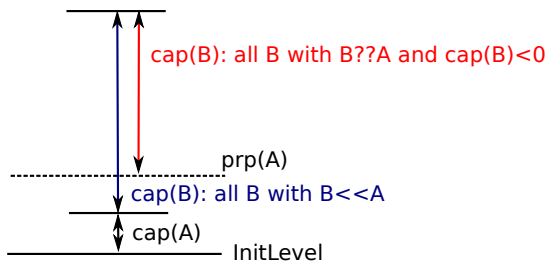 cap(B): all B with B??A and cap(B)<0
prp(A)
cap(B): all B with B<<A
cap(A)
InitLevel